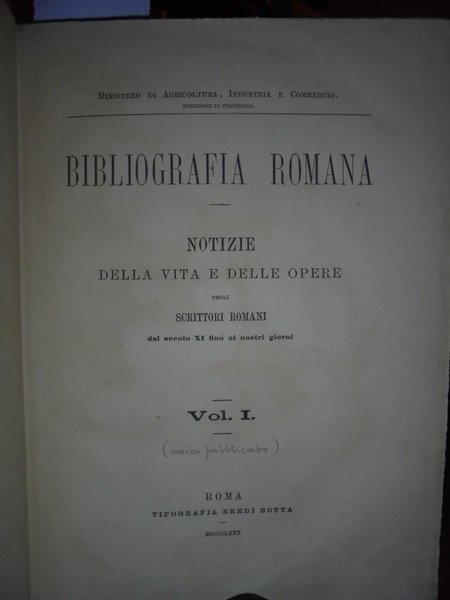 MINISTERO DI AGRICOLTURA, INDUSTRIA E COMMERCIO.
DIREZIONE DI STATISTICA.
BIBLIOGRAFIA ROMANA
NOTIZIE
DELLA VITA E DELLE OPERE
DEGLI
SCRITTORI ROMANI
dal secolo XI fino ai nostri giorni
Vol. I.
(unico pubblicato)
ROMA
TIPOGRAFIA EREDI BOTTA
MDCCCLXXX